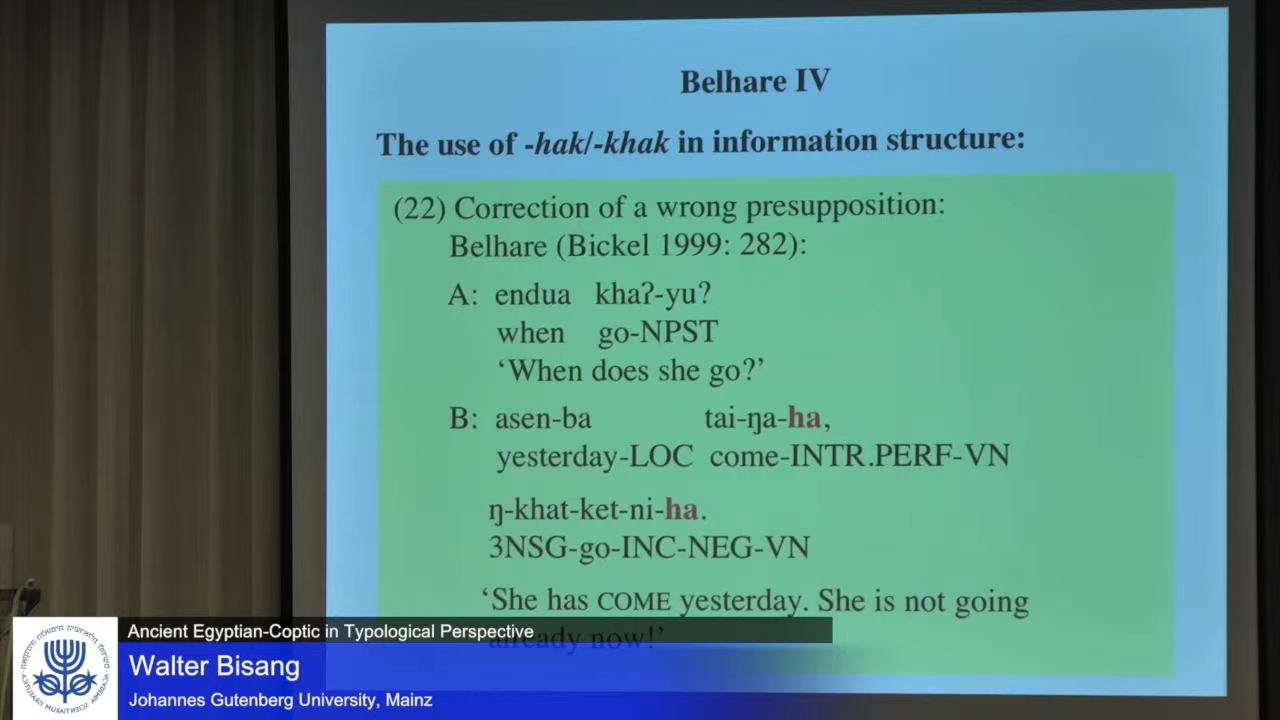 Belhare IV
The use of -hak/-khak in information structure:
(22) Correction of a wrong presupposition:
Belhare (Bickel 1999: 282):
A: endua khaʔ-yu?
when go-NPST
‘When does she go?’
B: asen-ba tai-ŋa-ha,
yesterday-LOC come-INTR.PERF-VN
ŋ-khat-ket-ni-ha.
3NSG-go-INC-NEG-VN
‘She has COME yesterday. She is not going
already now!’
Ancient Egyptian-Coptic in Typological Perspective
Walter Bisang
Johannes Gutenberg University, Mainz